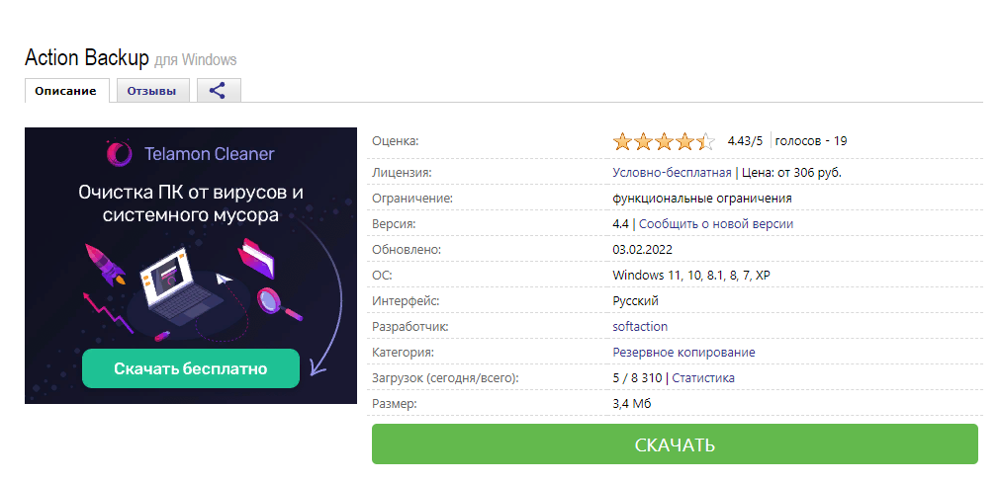 Action Backup для Windows
Описание
Отзывы
Telamon Cleaner
Очистка ПК от вирусов и
системного мусора
Скачать бесплатно
Оценка: 4.43/5 голосов - 19
Лицензия: Условно-бесплатная | Цена: от 306 руб.
Ограничение: функциональные ограничения
Версия: 4.4 | Сообщить о новой версии
Обновлено: 03.02.2022
ОС: Windows 11, 10, 8.1, 8, 7, XP
Интерфейс: Русский
Разработчик: softaction
Категория: Резервное копирование
Загрузок (сегодня/всего): 5 / 8 310 | Статистика
Размер: 3,4 Мб
СКАЧАТЬ